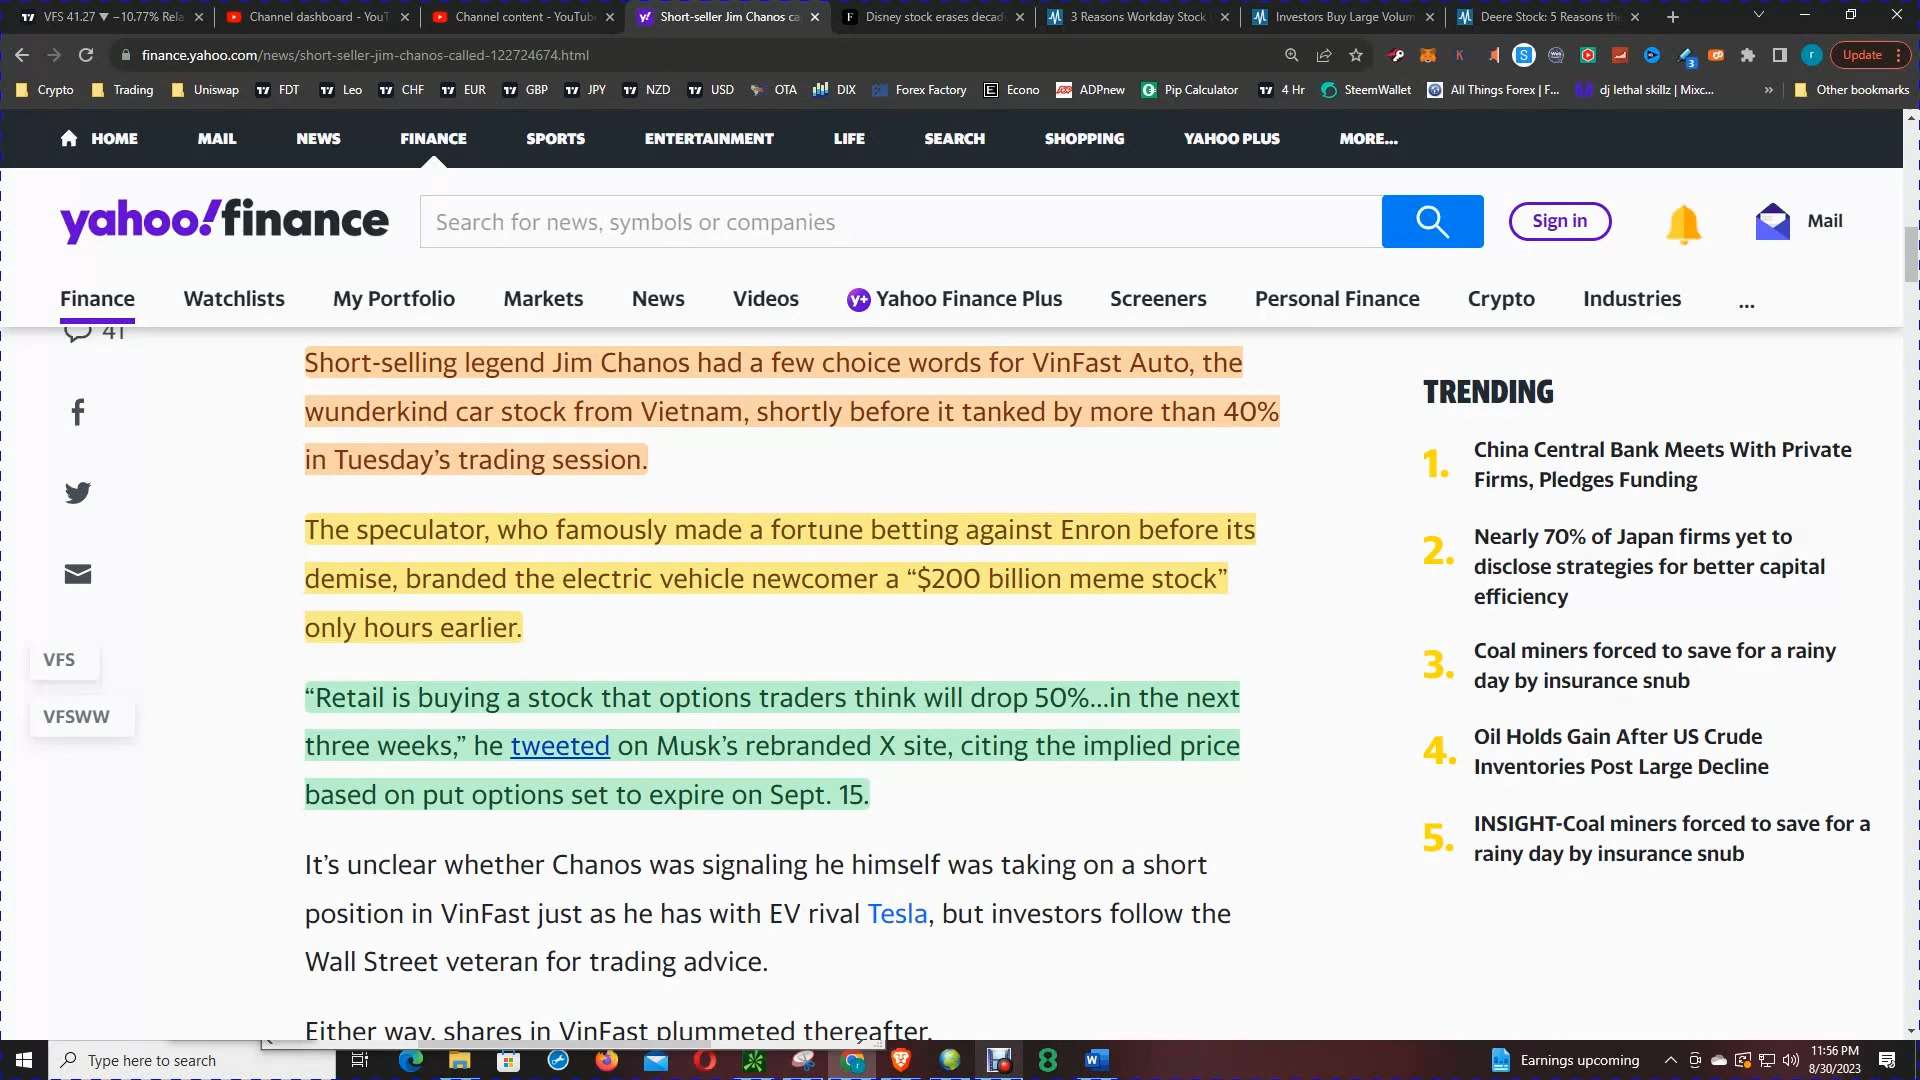 VFS 41.27 ▼ −10.77% Rela
Channel dashboard - YouT
Channel content - YouTube
Short-seller Jim Chanos ca
Disney stock erases decad
3 Reasons Workday Stock
Investors Buy Large Volum
Deere Stock: 5 Reasons the
finance.yahoo.com/news/short-seller-jim-chanos-called-122724674.html
Update
Crypto
Trading
Uniswap
FDT
Leo
CHF
EUR
GBP
JPY
NZD
USD
OTA
DIX
Forex Factory
Econo
ADPnew
Pip Calculator
4 Hr
SteemWallet
All Things Forex | F...
dj lethal skillz | Mixc...
»
Other bookmarks
HOME
MAIL
NEWS
FINANCE
SPORTS
ENTERTAINMENT
LIFE
SEARCH
SHOPPING
YAHOO PLUS
MORE...
yahoo!finance
Search for news, symbols or companies
Sign in
Mail
Finance
Watchlists
My Portfolio
Markets
News
Videos
Yahoo Finance Plus
Screeners
Personal Finance
Crypto
Industries
...
41
Short-selling legend Jim Chanos had a few choice words for VinFast Auto, the
wunderkind car stock from Vietnam, shortly before it tanked by more than 40%
in Tuesday’s trading session.
The speculator, who famously made a fortune betting against Enron before its
demise, branded the electric vehicle newcomer a “$200 billion meme stock”
only hours earlier.
VFS
VFSWW
“Retail is buying a stock that options traders think will drop 50%…in the next
three weeks,” he tweeted on Musk’s rebranded X site, citing the implied price
based on put options set to expire on Sept. 15.
It’s unclear whether Chanos was signaling he himself was taking on a short
position in VinFast just as he has with EV rival Tesla, but investors follow the
Wall Street veteran for trading advice.
Either way, shares in VinFast plummeted thereafter.
TRENDING
1. China Central Bank Meets With Private
Firms, Pledges Funding
2. Nearly 70% of Japan firms yet to
disclose strategies for better capital
efficiency
3. Coal miners forced to save for a rainy
day by insurance snub
4. Oil Holds Gain After US Crude
Inventories Post Large Decline
5. INSIGHT-Coal miners forced to save for a
rainy day by insurance snub
Type here to search
Earnings upcoming
11:56 PM
8/30/2023